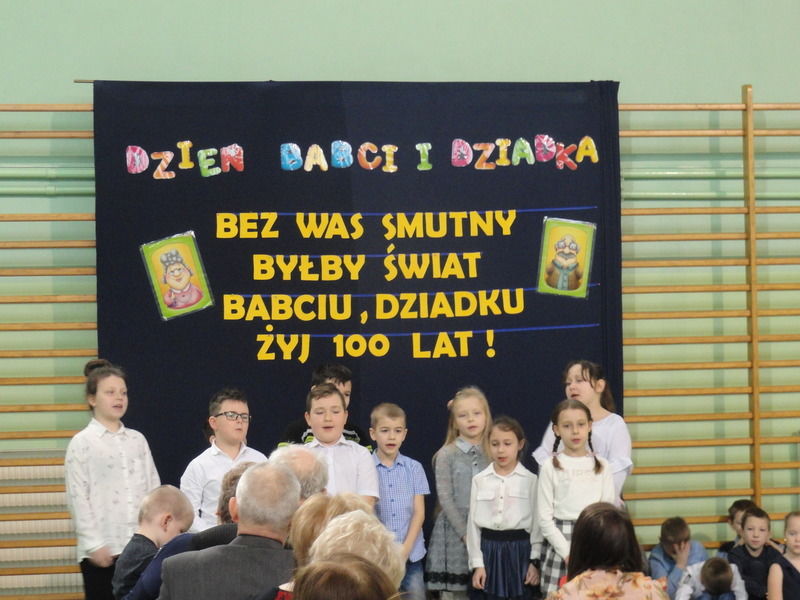 DZIEŃ BABCI I DZIADKA
BEZ WAS SMUTNY
BYŁBY ŚWIAT
BABCIU, DZIADKU
ŻYJ 100 LAT!